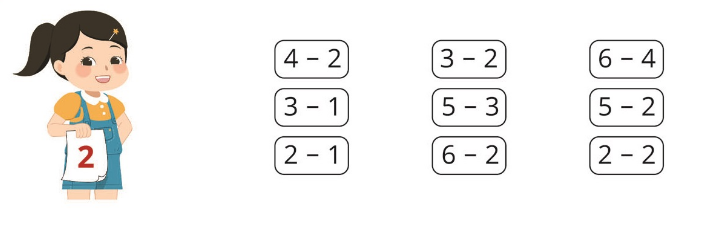 4 – 2 3 – 2 6 – 4
3 – 1 5 – 3 5 – 2
2 2 – 1 6 – 2 2 – 2